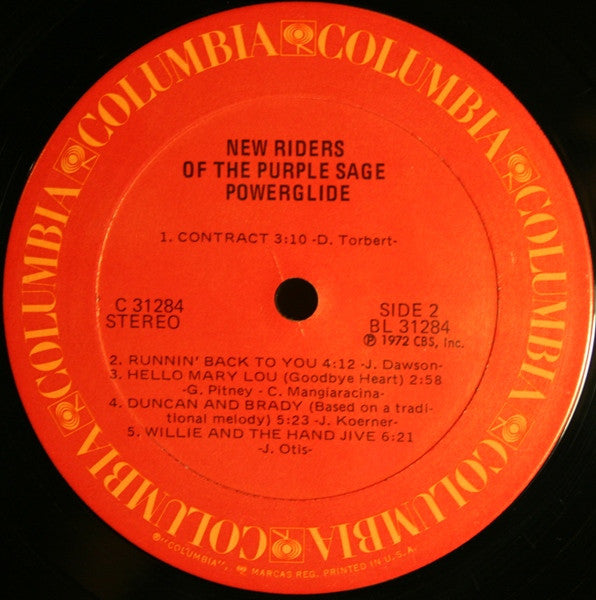 COLUMBIA COLUMBIA COLUMBIA COLUMBIA COLUMBIA COLUMBIA
NEW RIDERS
OF THE PURPLE SAGE
POWERGLIDE
1. CONTRACT 3:10 -D. Torbert-
C 31284
STEREO
SIDE 2
BL 31284
Ⓟ 1972 CBS, Inc.
2. RUNNIN' BACK TO YOU 4:12 -J. Dawson-
3. HELLO MARY LOU (Goodbye Heart) 2:58
-G. Pitney - C. Mangiaracina-
4. DUNCAN AND BRADY (Based on a tradi-
tional melody) 5:23 -J. Koerner-
5. WILLIE AND THE HAND JIVE 6:21
-J. Otis-
"COLUMBIA", MARCAS REG. PRINTED IN U.S.A.